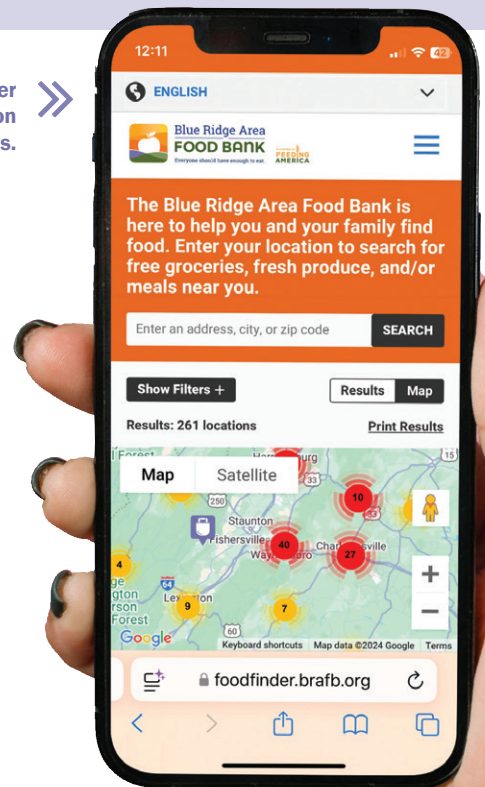 er
on
s.
12:11
42
ENGLISH
Blue Ridge Area
FOOD BANK
Everyone should have enough to eat.
FEEDING
AMERICA
The Blue Ridge Area Food Bank is
here to help you and your family find
food. Enter your location to search for
free groceries, fresh produce, and/or
meals near you.
Enter an address, city, or zip code
SEARCH
Show Filters +
Results Map
Results: 261 locations
Print Results
Map Satellite
15
33
10
33
250
Staunton
40
27
4
64
9
7
60
Forest
Google
Keyboard shortcuts Map data ©2024 Google Terms
foodfinder.brafb.org